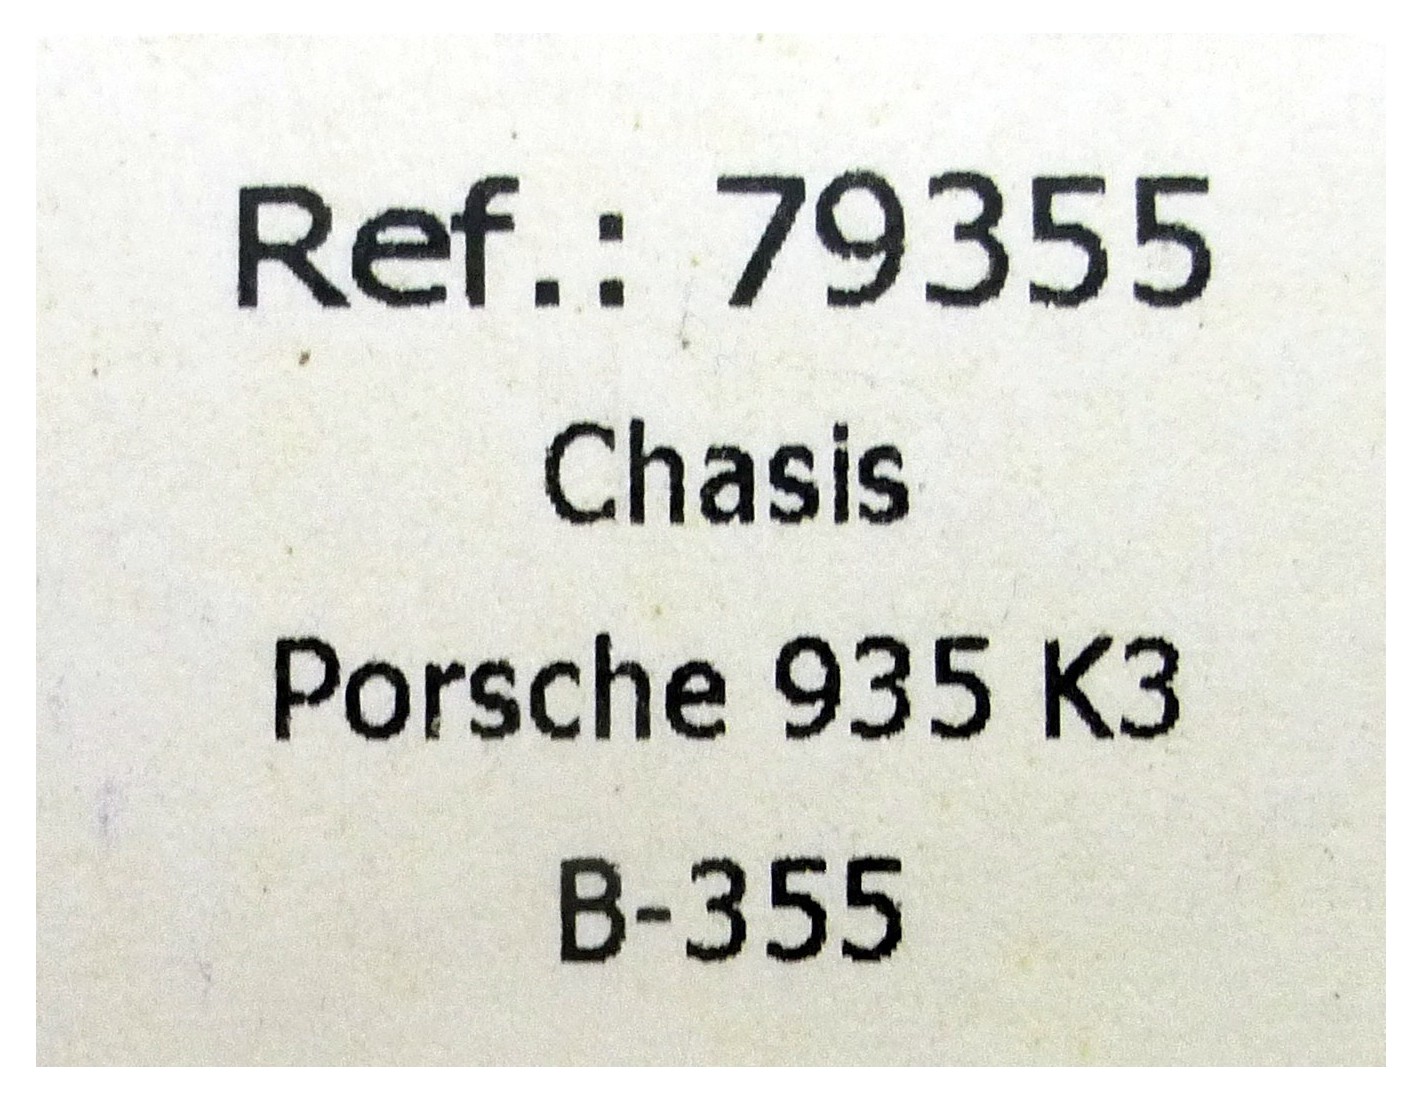 Ref.: 79355
Chasis
Porsche 935 K3
B-355